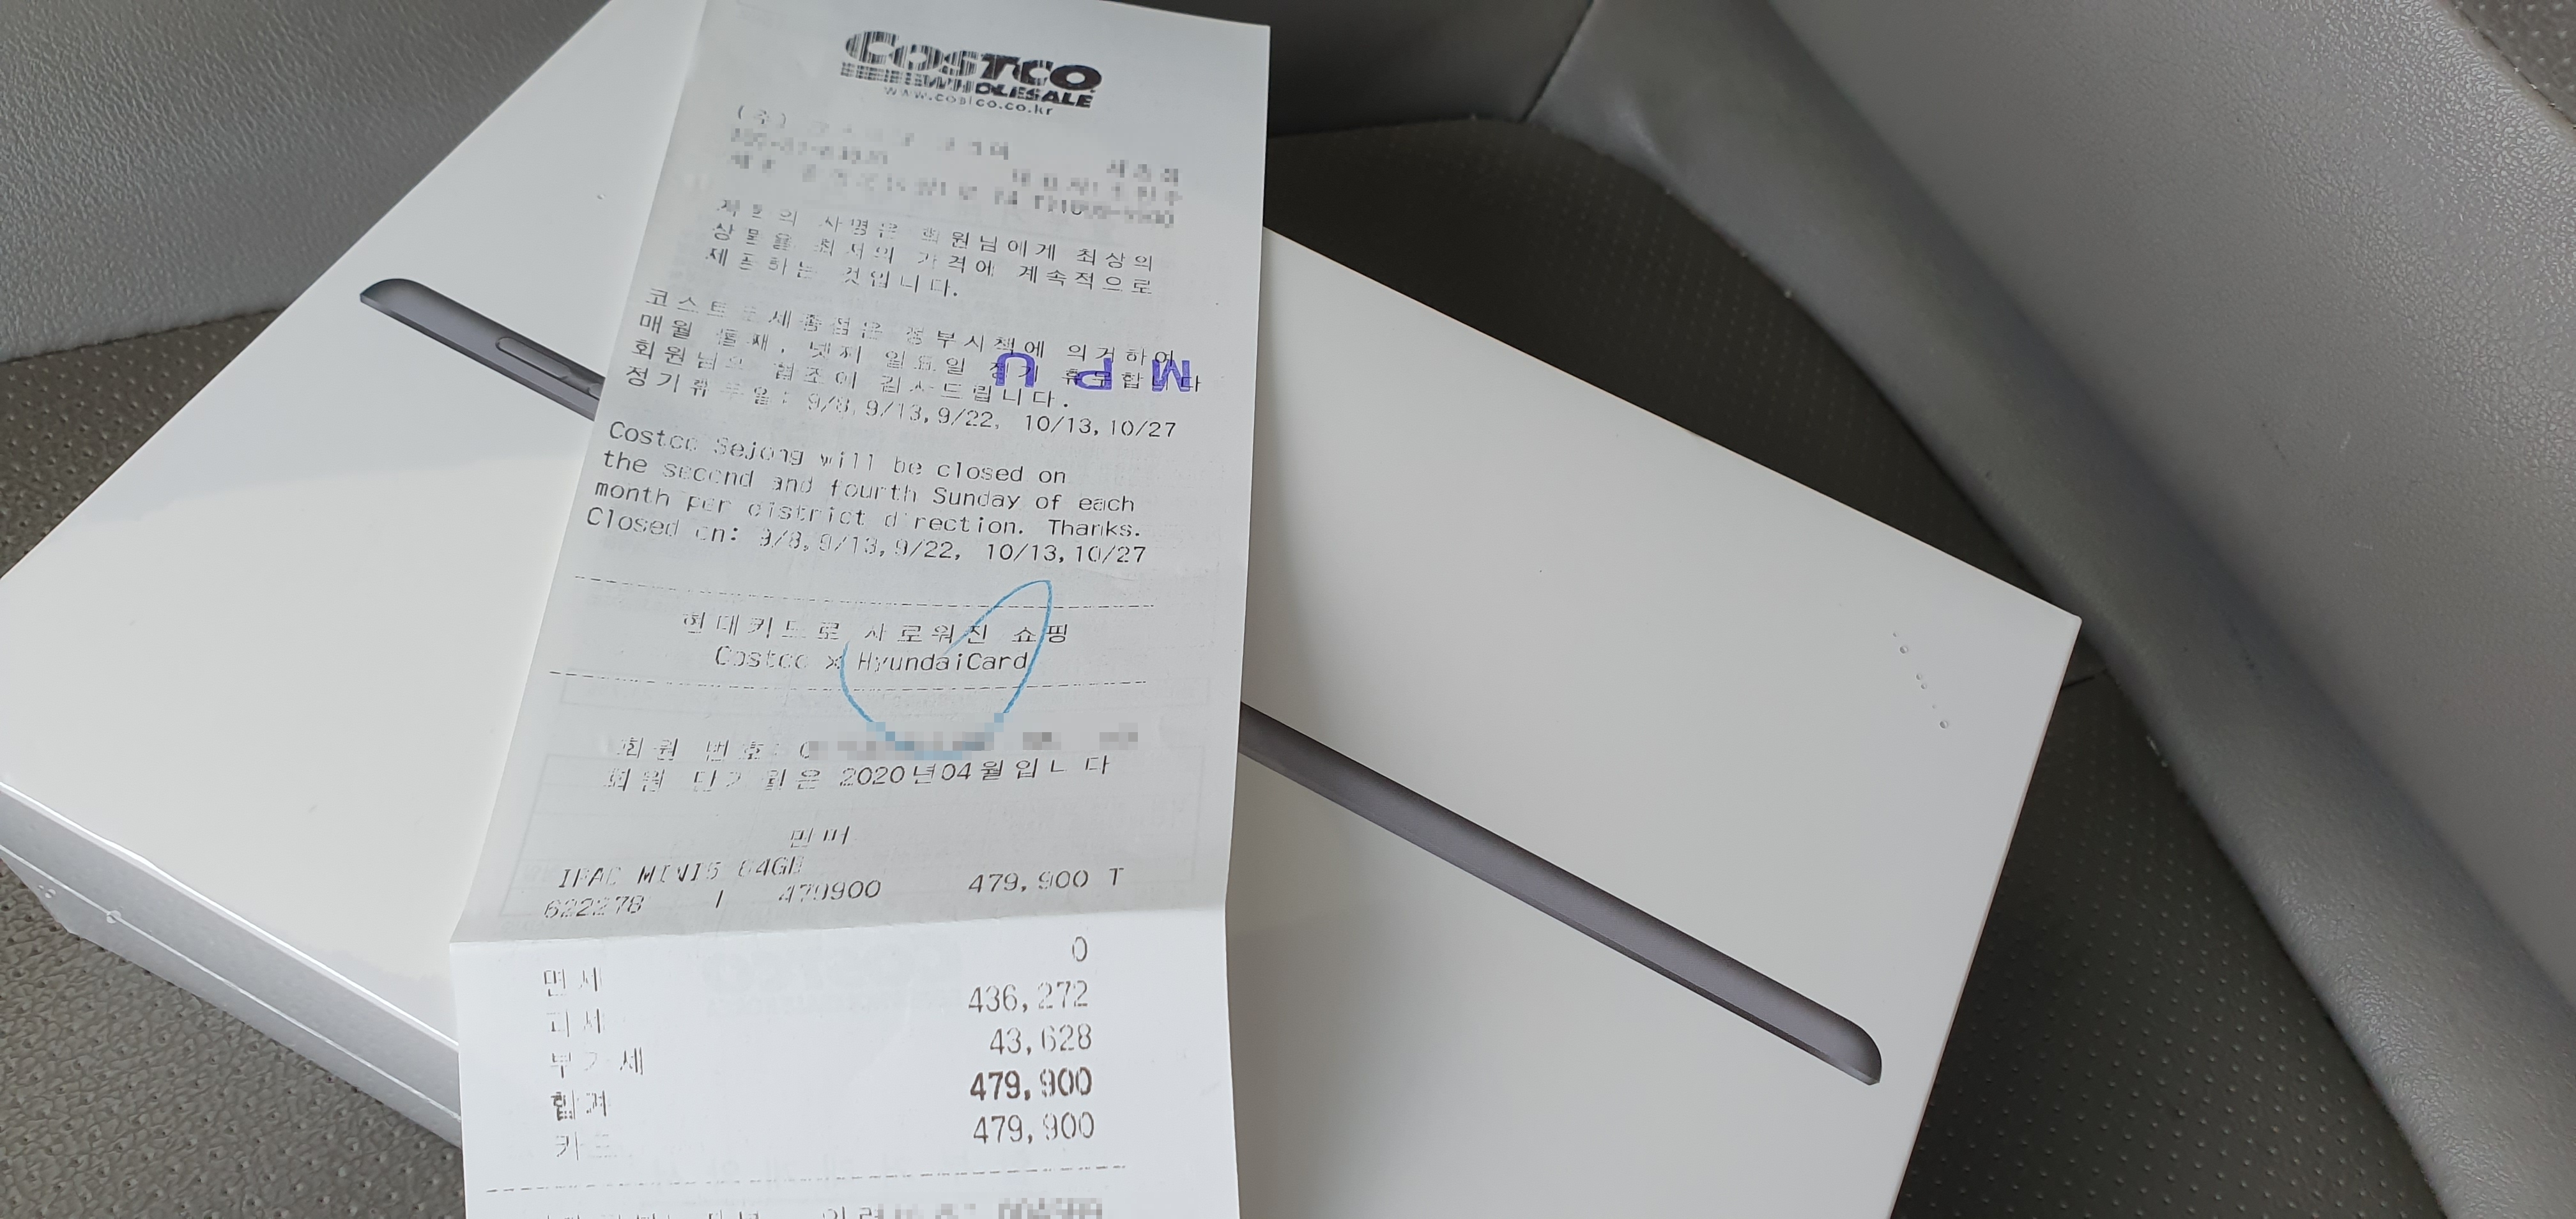 COSTCO
WHOLESALE
www.costco.co.kr
(주)
의 사명은 회원님에게 최상의
상품을 최저의 가격에 계속적으로
제공하는 것입니다.
코스트코 세종점은 정부시책에 의거하여
매월 둘째, 넷째 일요일 정기 휴무합니다
회원님의 협조에 감사드립니다.
정기휴무일: 9/8,9/13,9/22, 10/13,10/27
M P U
Costco Sejong will be closed on
the second and fourth Sunday of each
month per district direction. Thanks.
Closed on: 9/8,9/13,9/22, 10/13,10/27
현대카드로 새로워진 쇼핑
Costco x HyundaiCard
회원 번호:
회원 만기월은 2020년04월입니다
판매
IPAD MINI5 64GB
622278 1 479900 479,900 T
면세 0
과세 436,272
부가세 43,628
합계 479,900
카드 479,900